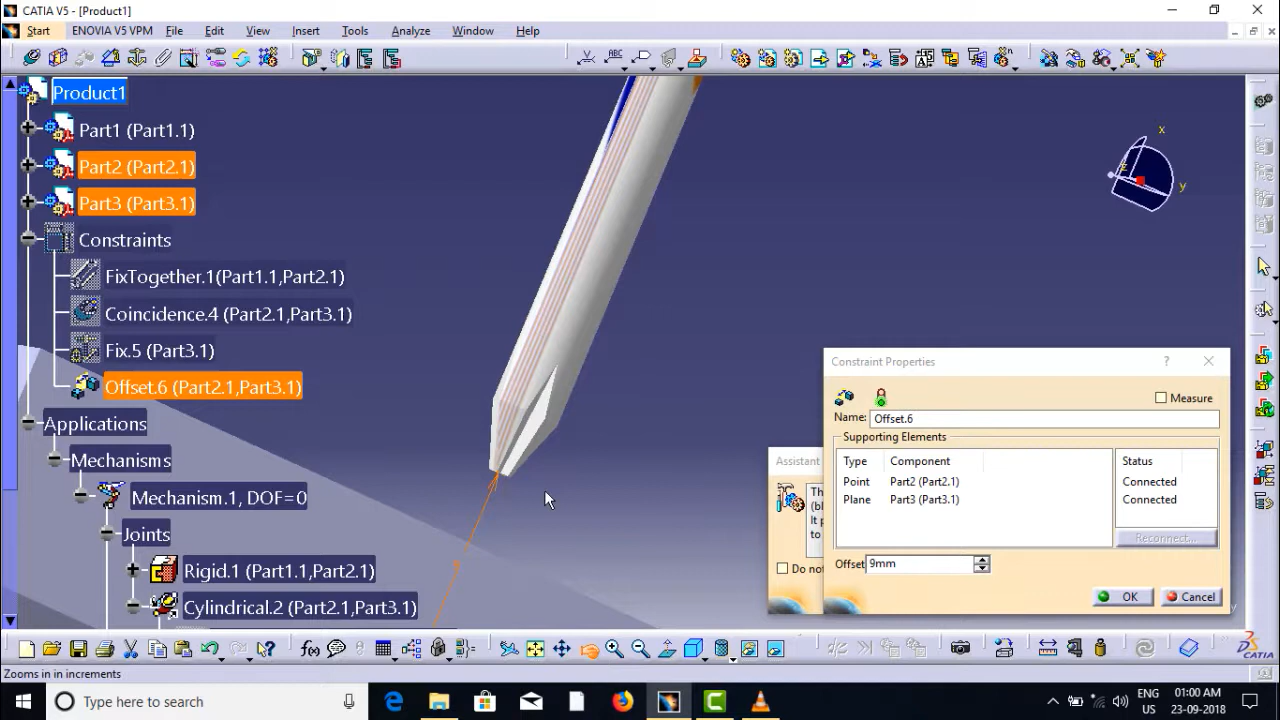 CATIA V5 - [Product1]
Start ENOVIA V5 VPM File Edit View Insert Tools Analyze Window Help
Product1
Part1 (Part1.1)
Part2 (Part2.1)
Part3 (Part3.1)
Constraints
FixTogether.1(Part1.1,Part2.1)
Coincidence.4 (Part2.1,Part3.1)
Fix.5 (Part3.1)
Offset.6 (Part2.1,Part3.1)
Applications
Mechanisms
Mechanism.1, DOF=0
Joints
Rigid.1 (Part1.1,Part2.1)
Cylindrical.2 (Part2.1,Part3.1)
x
y
z
Assistant
Th
(bl
It p
to
Do no
Constraint Properties
Measure
Name: Offset.6
Supporting Elements
Type Component Status
Point Part2 (Part2.1) Connected
Plane Part3 (Part3.1) Connected
Reconnect...
Offset 9mm
OK Cancel
f(x)
CATIA
Zooms in in increments
Type here to search
ENG 01:00 AM
US 23-09-2018